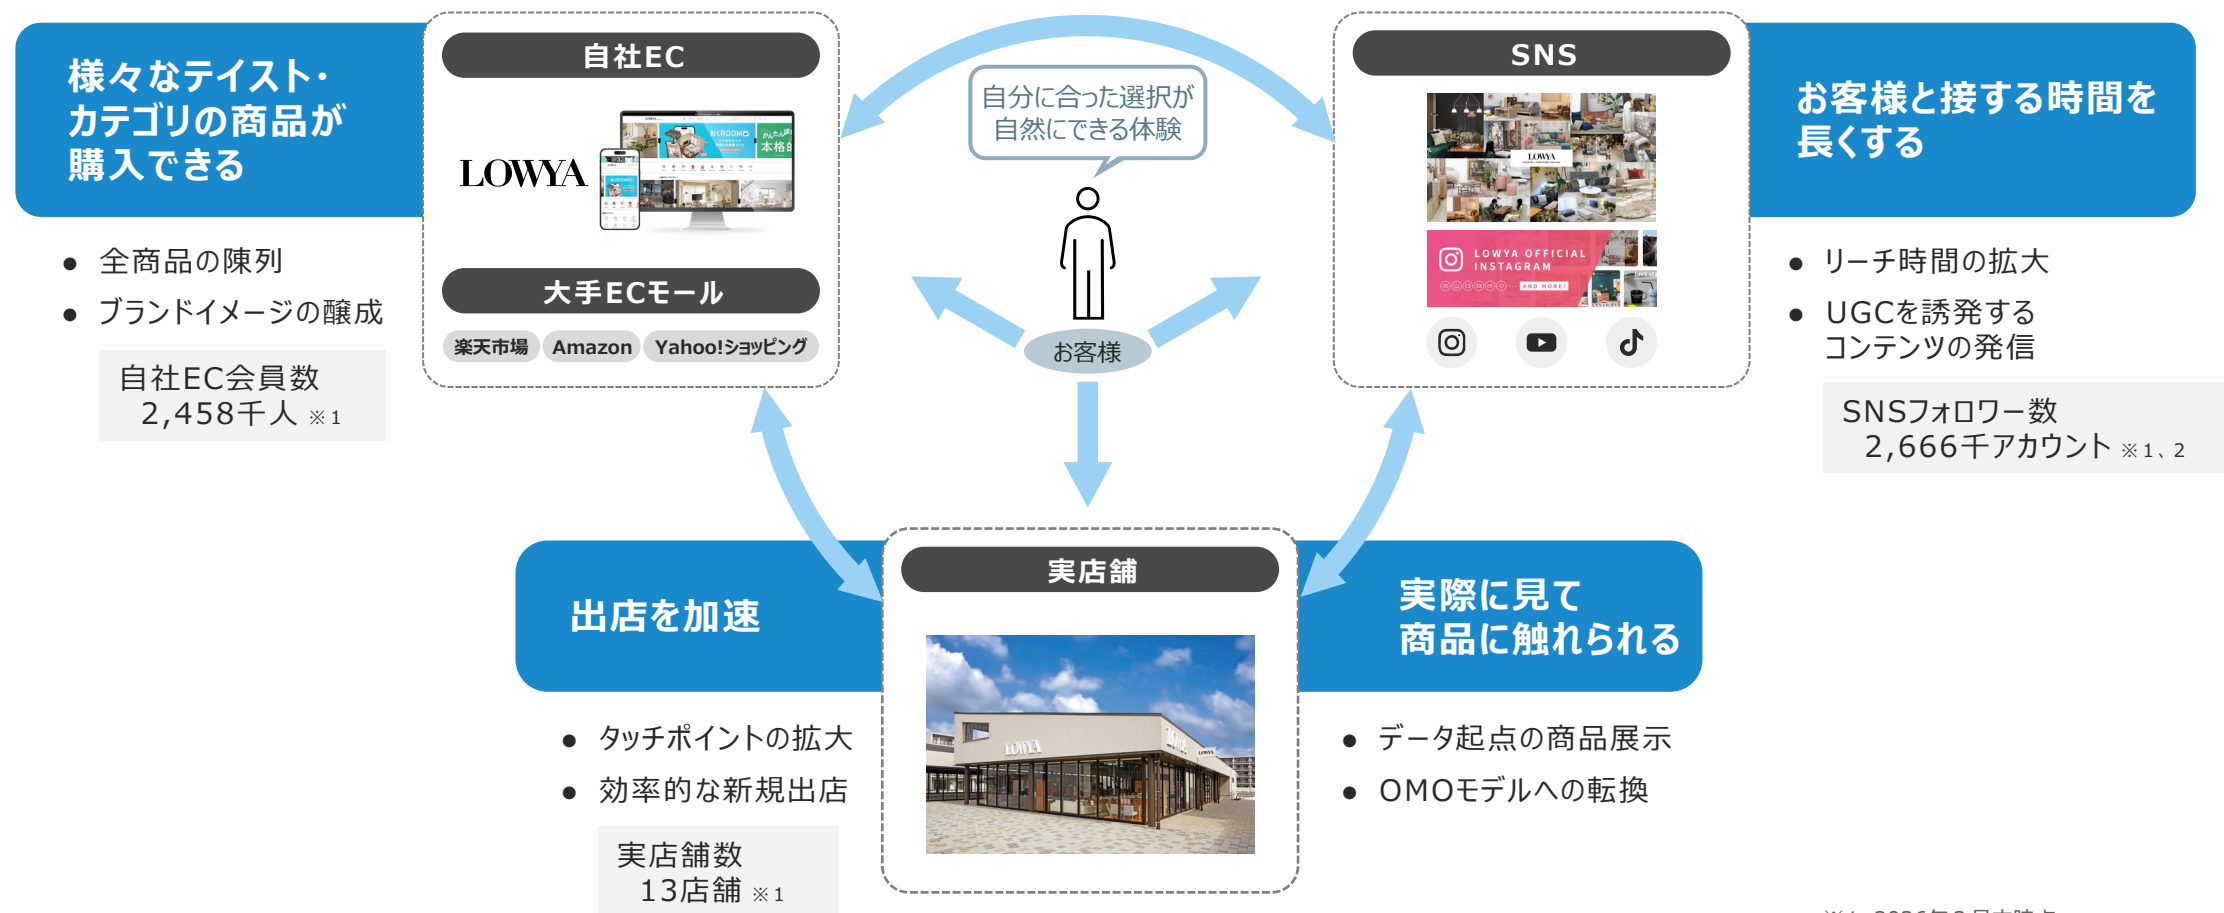 様々なテイスト・
カテゴリの商品が
購入できる
全商品の陳列
ブランドイメージの醸成
自社EC会員数
2,458千人 ※1
自社EC
LOWYA
大手ECモール
楽天市場 Amazon Yahoo!ショッピング
自分に合った選択が
自然にできる体験
お客様
SNS
LOWYA
LOWYA OFFICIAL
INSTAGRAM
AND MORE!
お客様と接する時間を
長くする
リーチ時間の拡大
UGCを誘発する
コンテンツの発信
SNSフォロワー数
2,666千アカウント ※1、2
出店を加速
タッチポイントの拡大
効率的な新規出店
実店舗数
13店舗 ※1
実店舗
LOWYA
LOWYA
実際に見て
商品に触れられる
データ起点の商品展示
OMOモデルへの転換